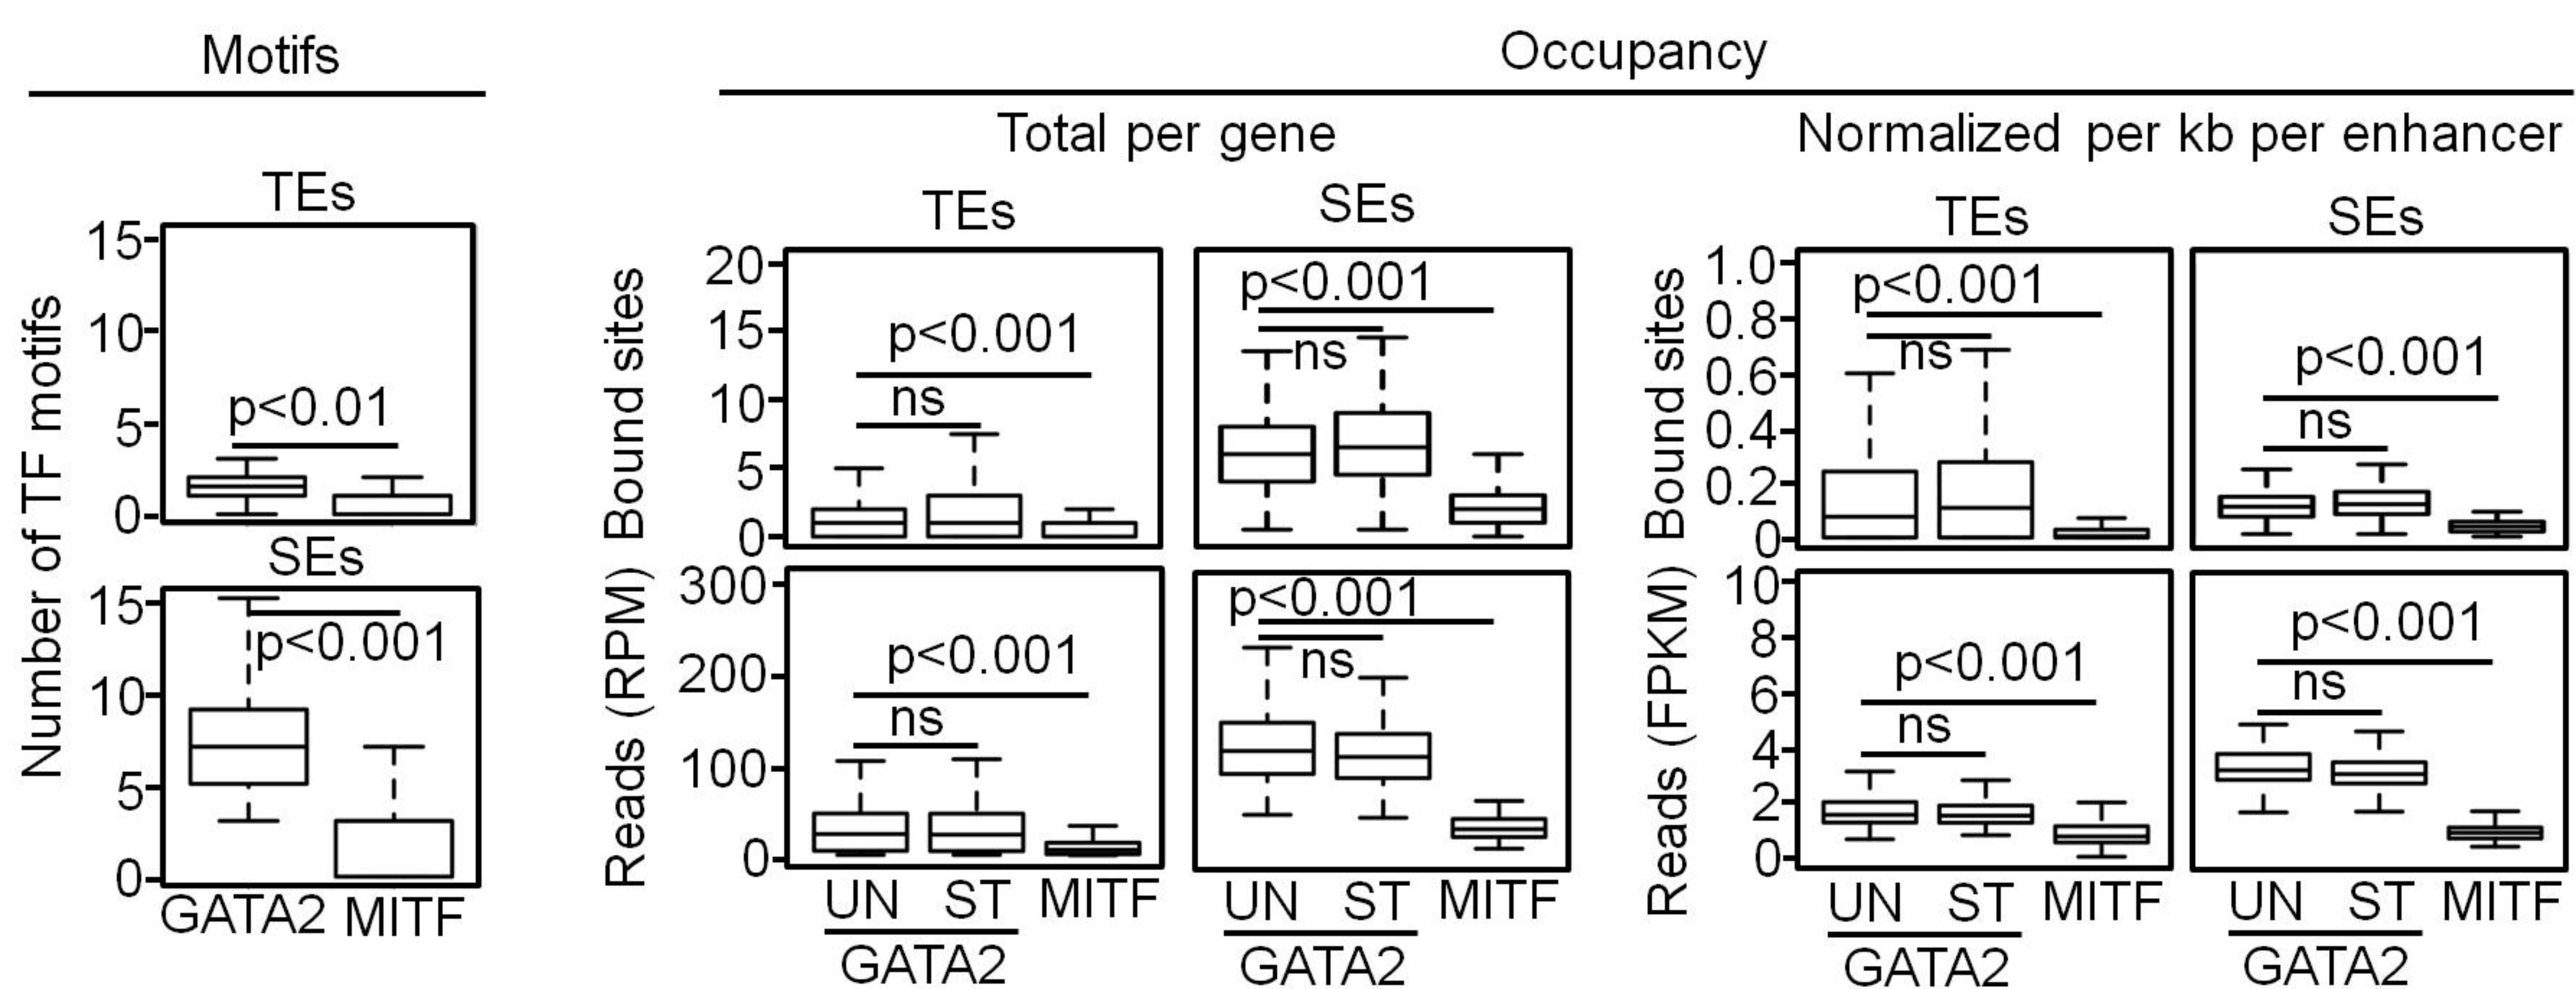 Motifs
Occupancy
Total per gene
Normalized per kb per enhancer
Number of TF motifs
TEs
15
10
5
0
p<0.01
SEs
15
10
5
0
p<0.001
GATA2 MITF
Bound sites
TEs
20
15
10
5
0
p<0.001
ns
SEs
p<0.001
ns
Reads (RPM)
300
200
100
0
p<0.001
ns
p<0.001
ns
UN ST MITF
GATA2
UN ST MITF
GATA2
Bound sites
TEs
1.0
0.8
0.6
0.4
0.2
0
p<0.001
ns
SEs
p<0.001
ns
Reads (FPKM)
10
8
6
4
2
0
p<0.001
ns
p<0.001
ns
UN ST MITF
GATA2
UN ST MITF
GATA2